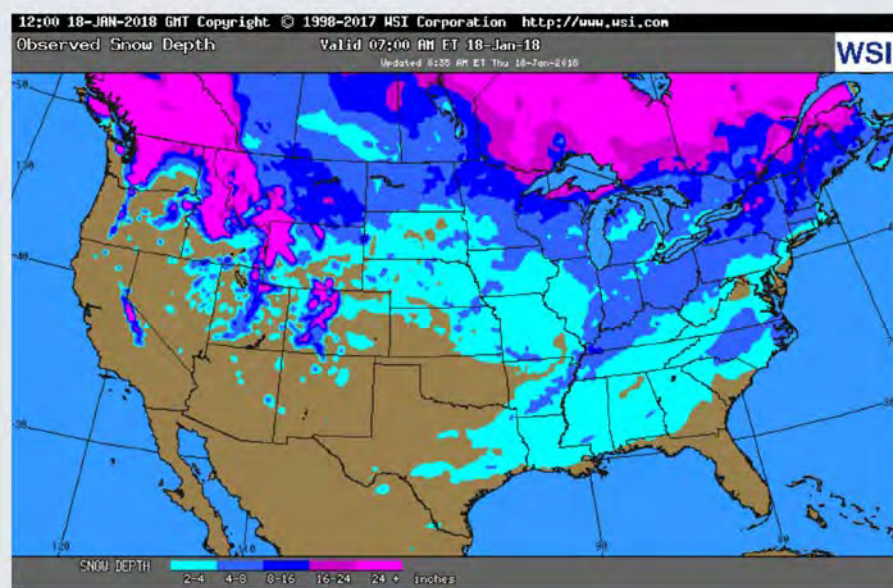 12:00 18-JAN-2018 GMT Copyright © 1998-2017 WSI Corporation http://www.wsi.com
Observed Snow Depth Valid 07:00 AM ET 18-Jan-18
WSI
Updated 8:35 AM ET Thu 18-Jan-2018
50
130
40
30
120
110
90
80
SNOW DEPTH
2-4 4-8 8-16 16-24 24 + inches